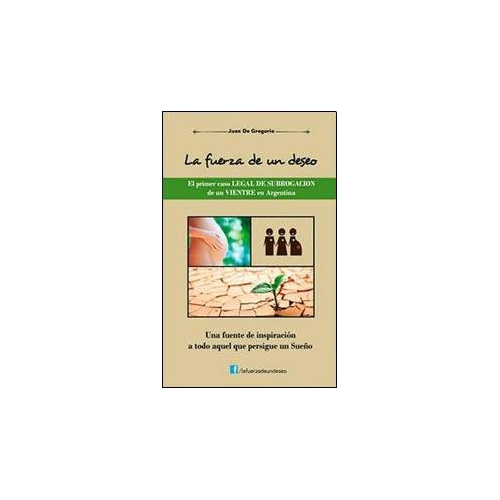 Juan De Gregorio
La fuerza de un deseo
El primer caso LEGAL DE SUBROGACION
de un VIENTRE en Argentina
Una fuente de inspiración
a todo aquel que persigue un Sueño
f/lafuerzadeundeseo